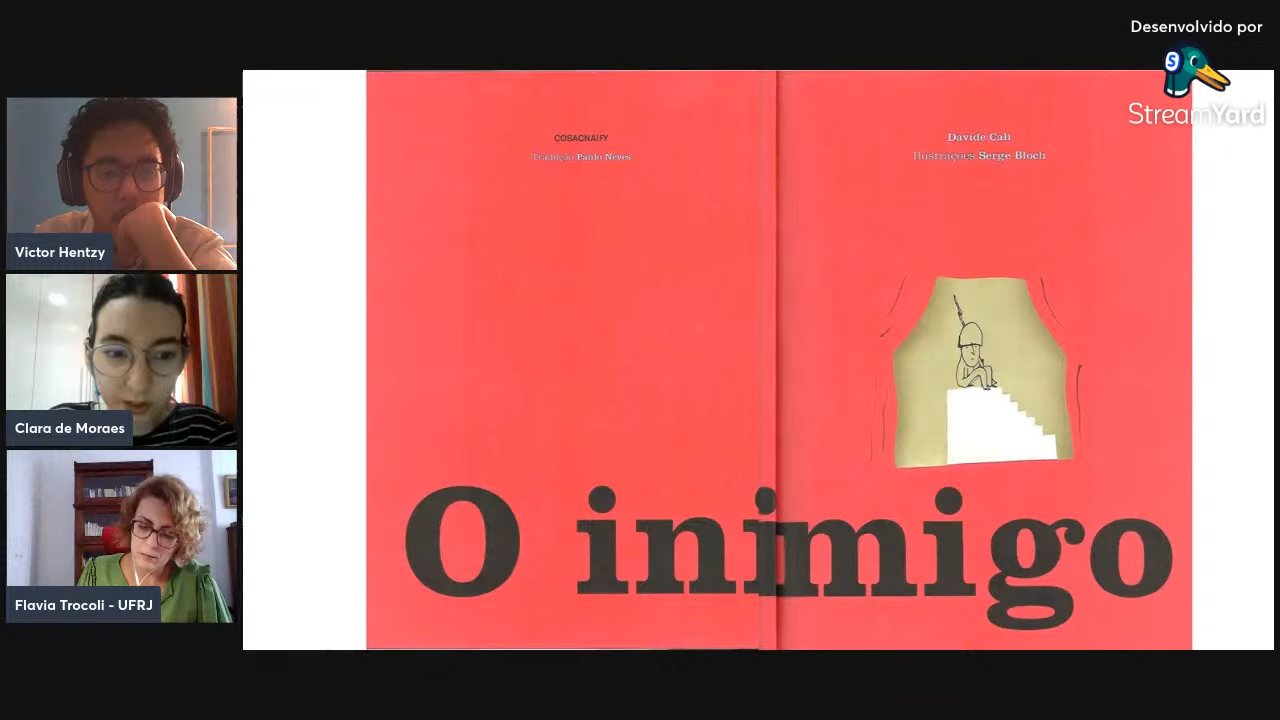 Desenvolvido por
StreamYard
Victor Hentzy
Clara de Moraes
Flavia Trocoli - UFRJ
COSACNAIFY
Tradução Paulo Neves
Davide Cali
Ilustrações Serge Bloch
O inimigo